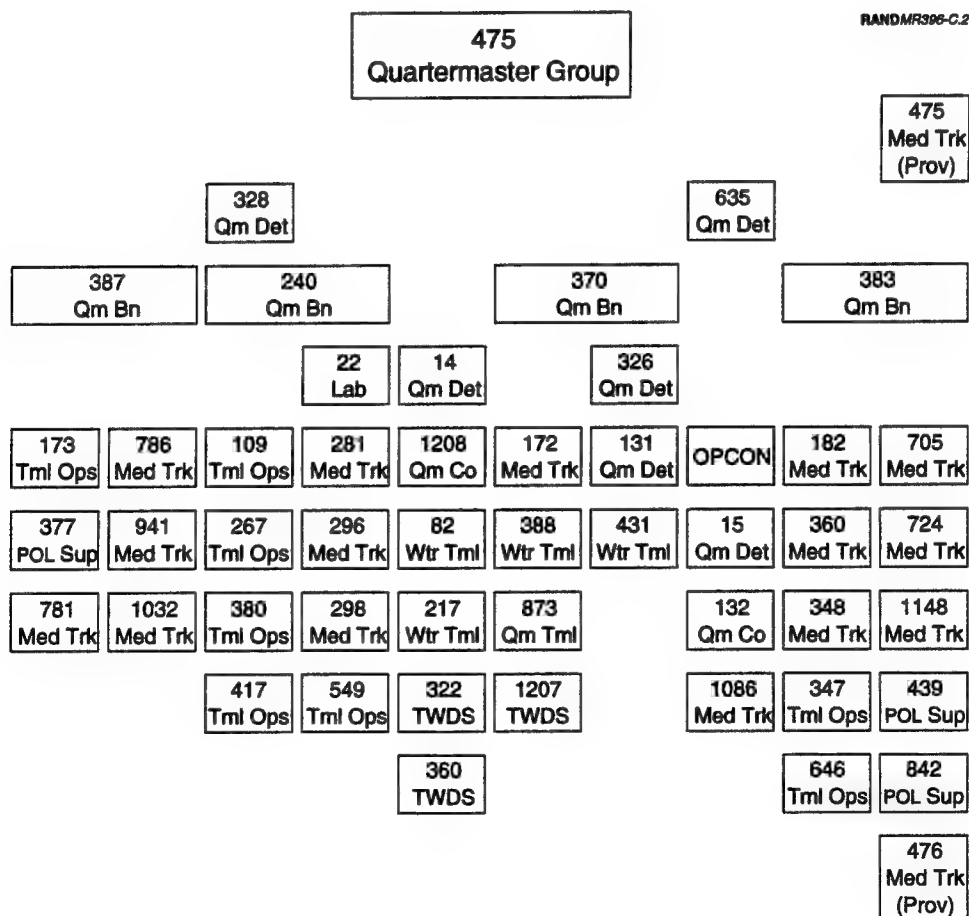 RANDMR396-C.2
475
Quartermaster Group
475
Med Trk
(Prov)
328
Qm Det
635
Qm Det
387
Qm Bn
240
Qm Bn
370
Qm Bn
383
Qm Bn
22
Lab
14
Qm Det
326
Qm Det
173
Tml Ops
786
Med Trk
109
Tml Ops
281
Med Trk
1208
Qm Co
172
Med Trk
131
Qm Det
OPCON
182
Med Trk
705
Med Trk
377
POL Sup
941
Med Trk
267
Tml Ops
296
Med Trk
82
Wtr Tml
388
Wtr Tml
431
Wtr Tml
15
Qm Det
360
Med Trk
724
Med Trk
781
Med Trk
1032
Med Trk
380
Tml Ops
298
Med Trk
217
Wtr Tml
873
Qm Tml
132
Qm Co
348
Med Trk
1148
Med Trk
417
Tml Ops
549
Tml Ops
322
TWDS
1207
TWDS
1086
Med Trk
347
Tml Ops
439
POL Sup
360
TWDS
646
Tml Ops
842
POL Sup
476
Med Trk
(Prov)